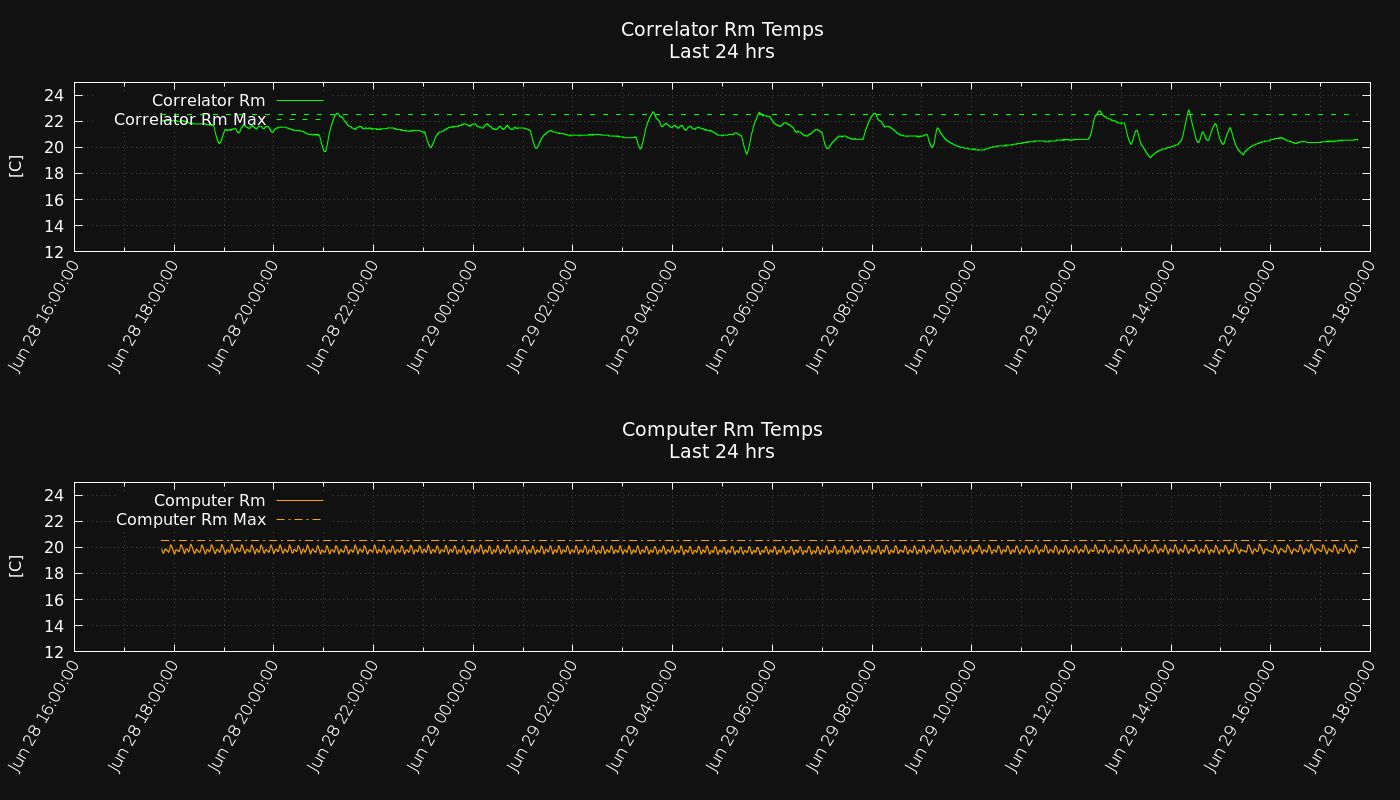 Correlator Rm Temps
Last 24 hrs
24
22
20
18
16
14
12
[C]
Correlator Rm
Correlator Rm Max
Jun 28 16:00:00
Jun 28 18:00:00
Jun 28 20:00:00
Jun 28 22:00:00
Jun 29 00:00:00
Jun 29 02:00:00
Jun 29 04:00:00
Jun 29 06:00:00
Jun 29 08:00:00
Jun 29 10:00:00
Jun 29 12:00:00
Jun 29 14:00:00
Jun 29 16:00:00
Jun 29 18:00:00
Computer Rm Temps
Last 24 hrs
24
22
20
18
16
14
12
[C]
Computer Rm
Computer Rm Max
Jun 28 16:00:00
Jun 28 18:00:00
Jun 28 20:00:00
Jun 28 22:00:00
Jun 29 00:00:00
Jun 29 02:00:00
Jun 29 04:00:00
Jun 29 06:00:00
Jun 29 08:00:00
Jun 29 10:00:00
Jun 29 12:00:00
Jun 29 14:00:00
Jun 29 16:00:00
Jun 29 18:00:00